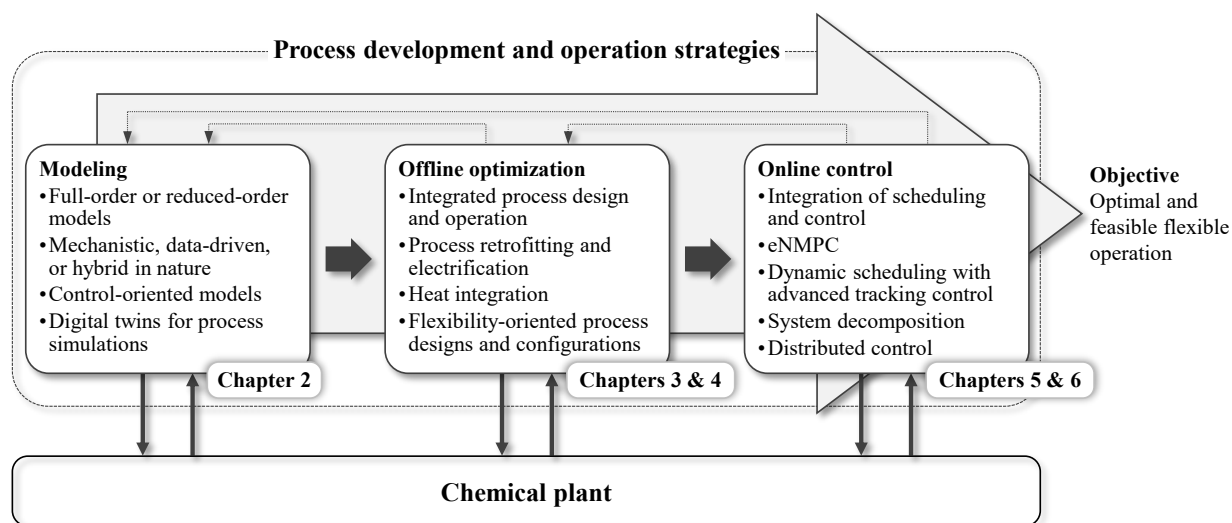 Process development and operation strategies
Modeling
•Full-order or reduced-order
models
•Mechanistic, data-driven,
or hybrid in nature
•Control-oriented models
•Digital twins for process
simulations
Chapter 2
Offline optimization
•Integrated process design
and operation
•Process retrofitting and
electrification
•Heat integration
•Flexibility-oriented process
designs and configurations
Chapters 3 & 4
Online control
•Integration of scheduling
and control
•eNMPC
•Dynamic scheduling with
advanced tracking control
•System decomposition
•Distributed control
Chapters 5 & 6
Objective
Optimal and
feasible flexible
operation
Chemical plant